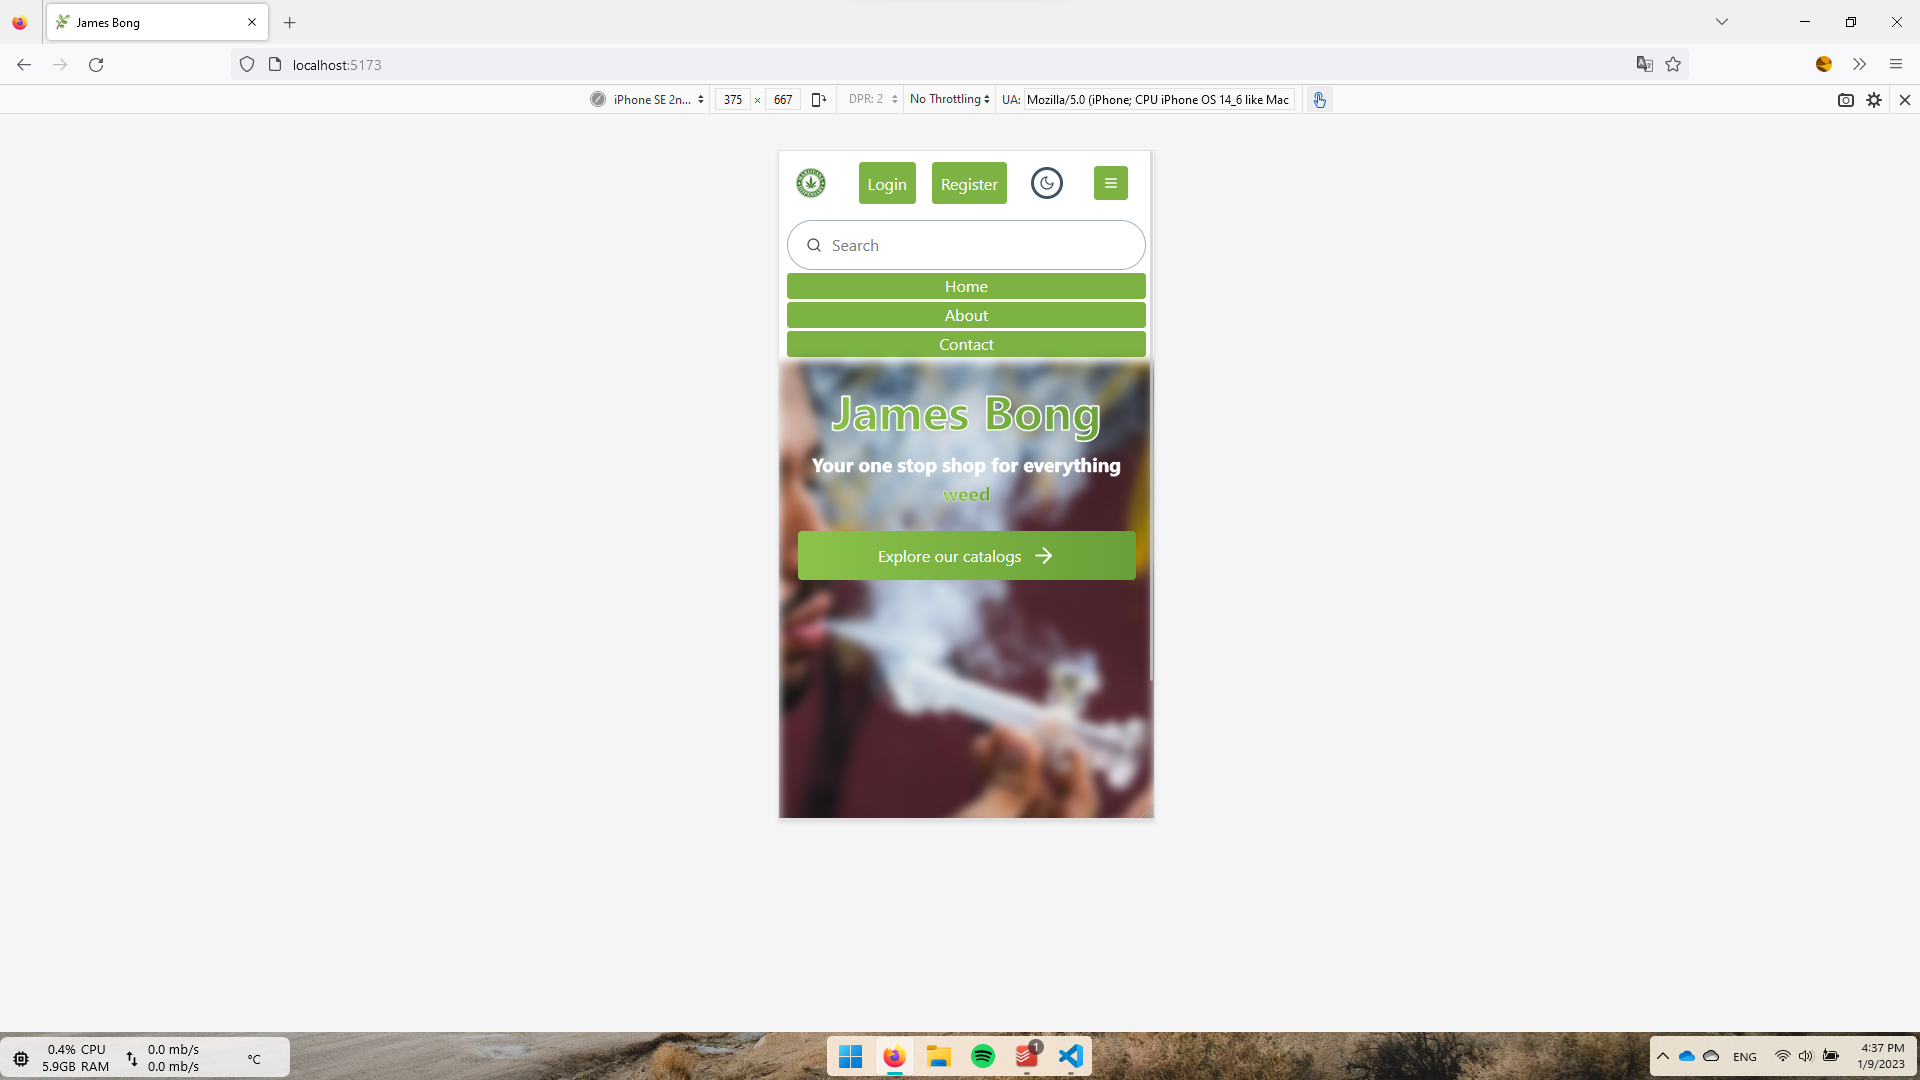 James Bong
localhost:5173
iPhone SE 2n... 375 × 667 DPR: 2 No Throttling UA: Mozilla/5.0 (iPhone; CPU iPhone OS 14_6 like Mac
Login Register
Search
Home
About
Contact
James Bong
Your one stop shop for everything
weed
Explore our catalogs
0.4% CPU 0.0 mb/s
5.9GB RAM 0.0 mb/s
°C
1
ENG
4:37 PM
1/9/2023